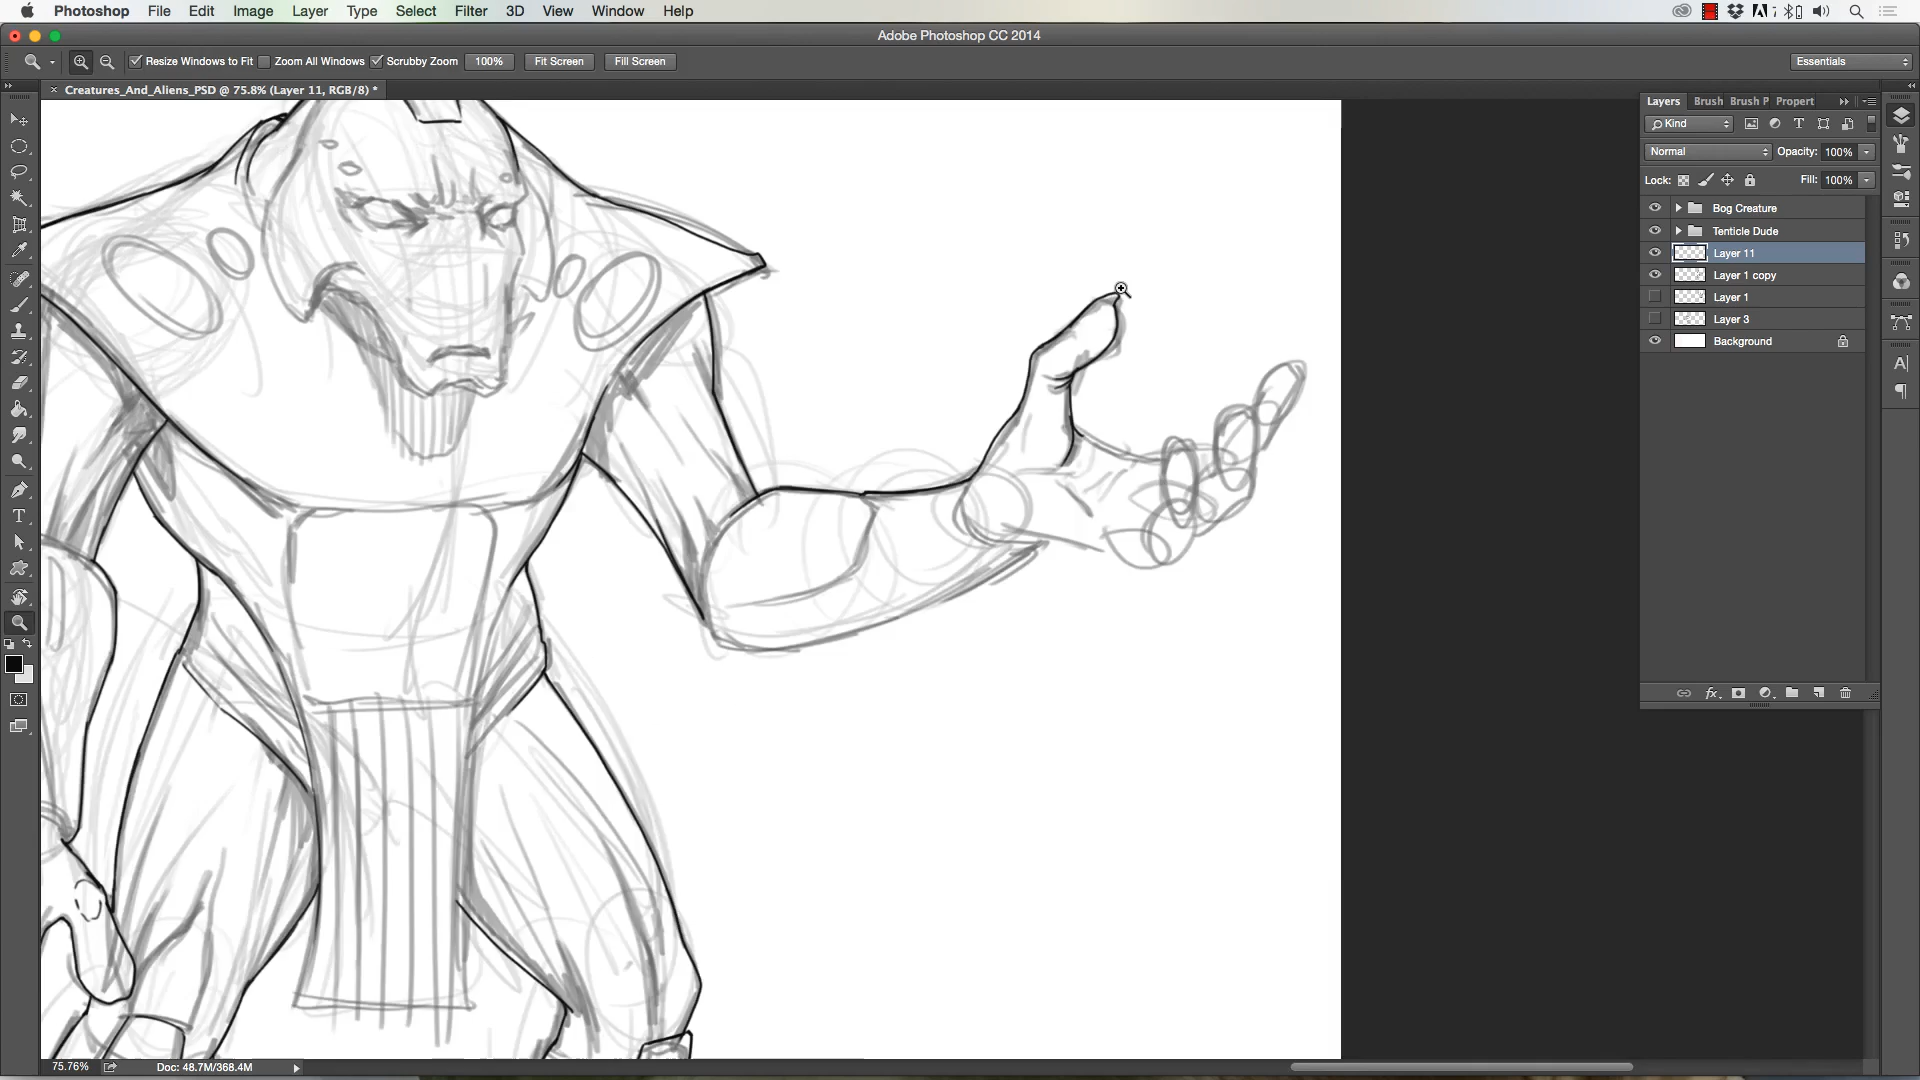 Photoshop File Edit Image Layer Type Select Filter 3D View Window Help
Adobe Photoshop CC 2014
Resize Windows to Fit Zoom All Windows Scrubby Zoom 100% Fit Screen Fill Screen Essentials
× Creatures_And_Aliens_PSD @ 75.8% (Layer 11, RGB/8) *
Layers Brush Brush P Propert
Kind
Normal Opacity: 100%
Lock: Fill: 100%
Bog Creature
Tenticle Dude
Layer 11
Layer 1 copy
Layer 1
Layer 3
Background
fx
75.76% Doc: 48.7M/368.4M